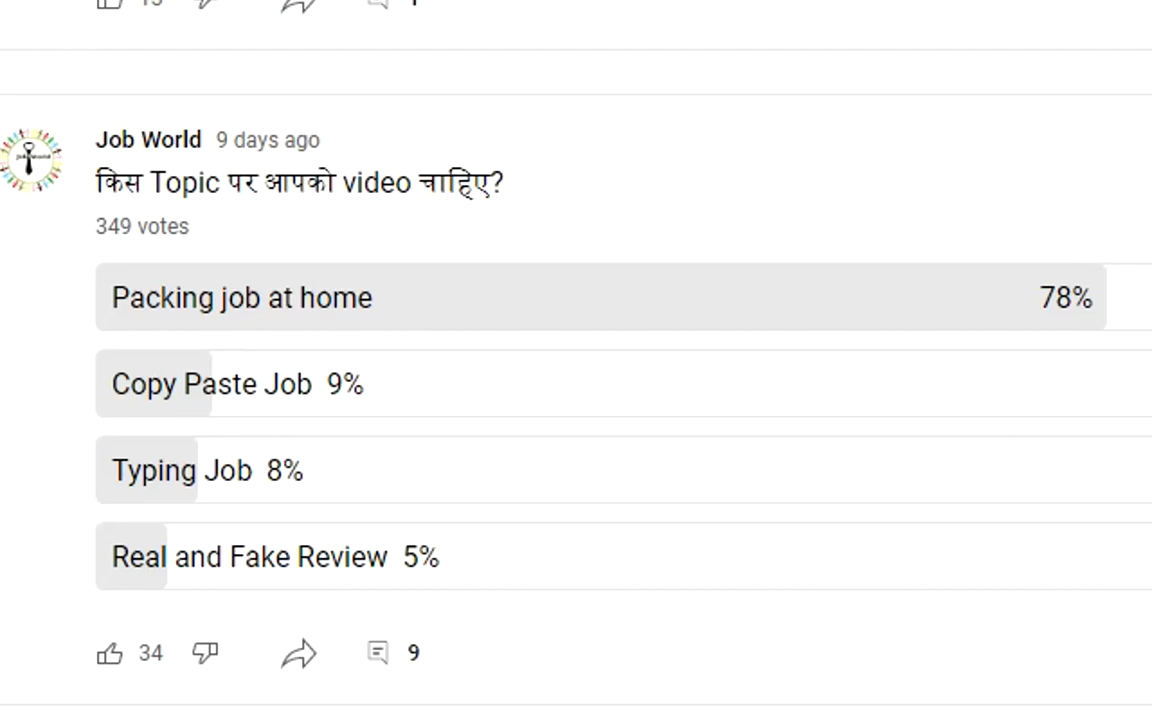 Job World 9 days ago
किस Topic पर आपको video चाहिए?
349 votes
Packing job at home 78%
Copy Paste Job 9%
Typing Job 8%
Real and Fake Review 5%
34 9